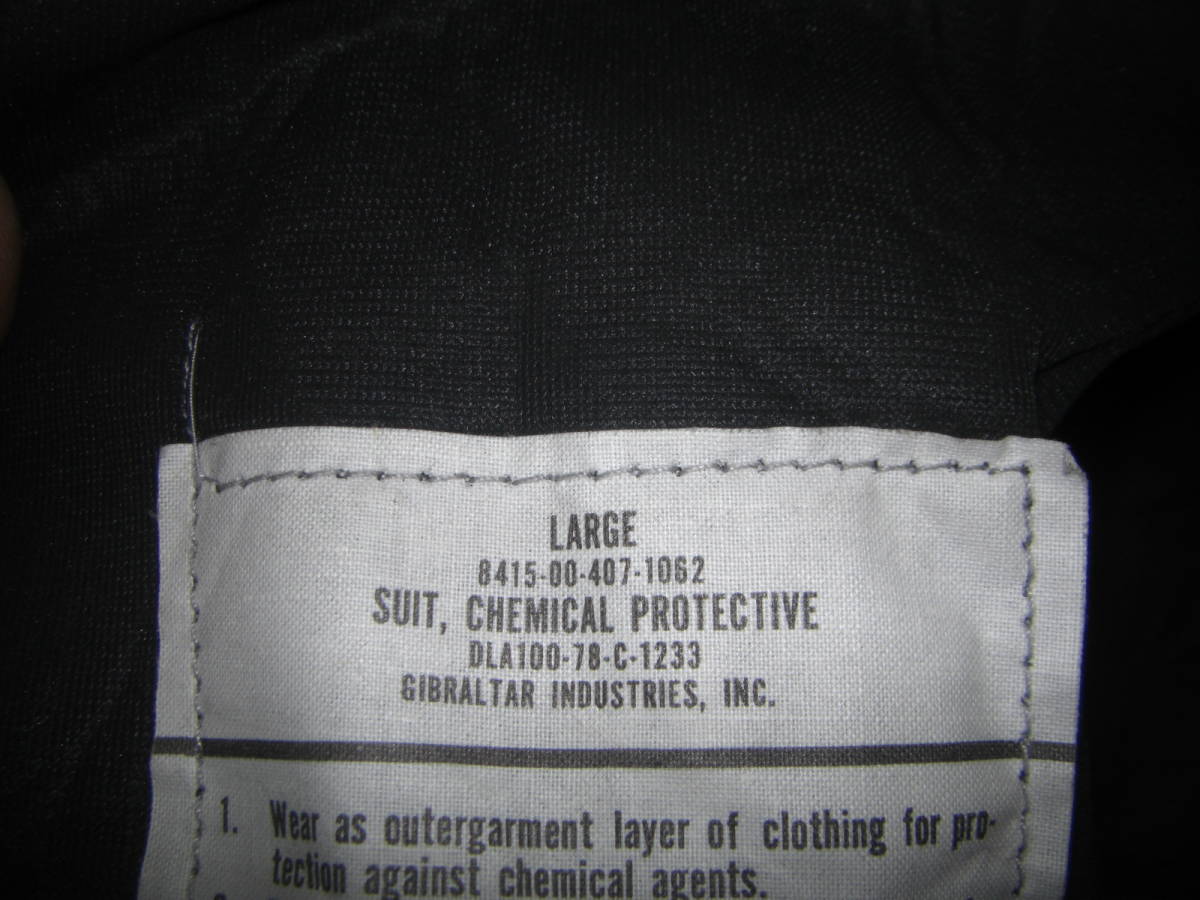 LARGE
8415-00-407-1062
SUIT, CHEMICAL PROTECTIVE
DLA100-78-C-1233
GIBRALTAR INDUSTRIES, INC.
1. Wear as outergarment layer of clothing for pro-
tection against chemical agents.